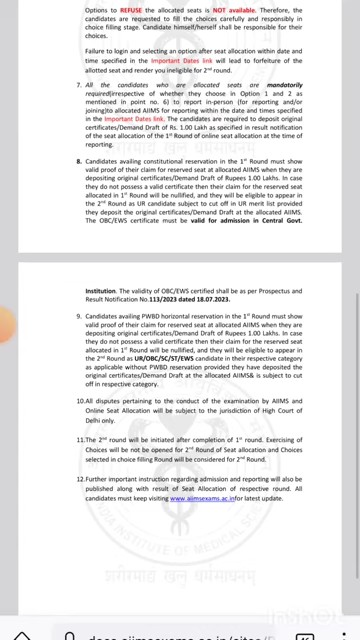 Options to REFUSE the allocated seats is NOT available. Therefore, the
candidates are requested to fill the choices carefully and responsibly in
choice filling stage. Candidate himself/herself shall be responsible for their
choices.
Failure to login and selecting an option after seat allocation within date and
time specified in the Important Dates link will lead to forfeiture of the
allotted seat and render you ineligible for 2nd round.
7. All the candidates who are allocated seats are mandatorily
required(irrespective of whether they choose in Option 1 and 2 as
mentioned in point no. 6) to report in-person (for reporting and/or
joining)to allocated AIIMS for reporting within the date and times specified
in the Important Dates link. The candidates are required to deposit original
certificates/Demand Draft of Rs. 1.00 Lakh as specified in result notification
of the seat allocation of the 1st Round of online seat allocation at the time of
reporting.
8. Candidates availing constitutional reservation in the 1st Round must show
valid proof of their claim for reserved seat at allocated AIIMS when they are
depositing original certificates/Demand Draft of Rupees 1.00 Lakhs. In case
they do not possess a valid certificate then their claim for the reserved seat
allocated in 1st Round will be nullified, and they will be eligible to appear in
the 2nd Round as UR candidate subject to cut off in UR merit list provided
they deposit the original certificates/Demand Draft at the allocated AIIMS.
The OBC/EWS certificate must be valid for admission in Central Govt.
Institution. The validity of OBC/EWS certified shall be as per Prospectus and
Result Notification No.113/2023 dated 18.07.2023.
9. Candidates availing PWBD horizontal reservation in the 1st Round must show
valid proof of their claim for reserved seat at allocated AIIMS when they are
depositing original certificates/Demand Draft of Rupees 1.00 Lakhs. In case
they do not possess a valid certificate then their claim for reserved seat
allocated in 1st Round will be nullified, and they will be eligible to appear in
the 2nd Round as UR/OBC/SC/ST/EWS candidate in their respective category
as applicable without PWBD reservation provided they have deposited the
original certificates/Demand Draft at the allocated AIIMS& is subject to cut
off in respective category.
10.All disputes pertaining to the conduct of the examination by AIIMS and
Online Seat Allocation will be subject to the jurisdiction of High Court of
Delhi only.
11.The 2nd round will be initiated after completion of 1st round. Exercising of
Choices will be not be opened for 2nd Round of Seat allocation and Choices
selected in choice filling Round will be considered for 2nd Round.
12.Further important instruction regarding admission and reporting will also be
published along with result of Seat Allocation of respective round. All
candidates must keep visiting www.aiimsexams.ac.infor latest update.
शरीरमाद्यं खलु धर्मसाधनम्
INSHOT
docs.aiimsexams.ac.in/sites/